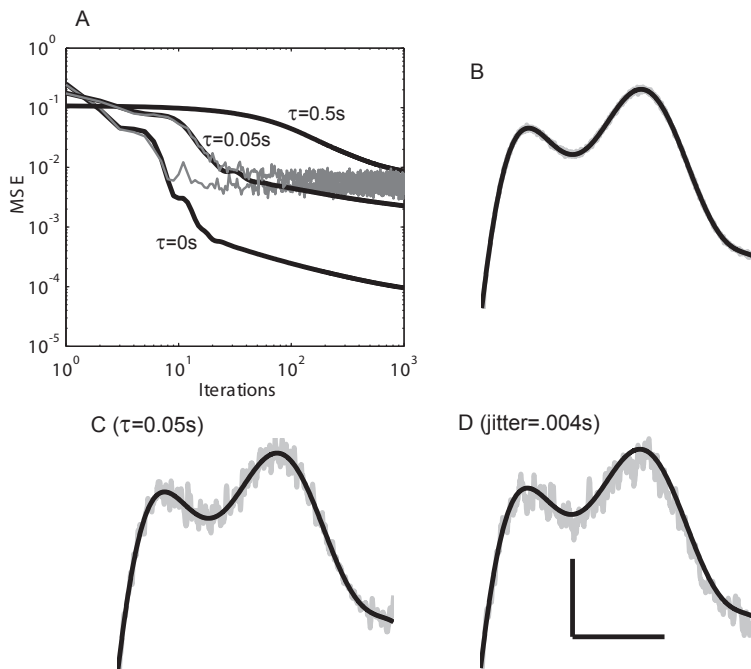 A
10^0
10^-1
10^-2
10^-3
10^-4
10^-5
MSE
τ=0.5s
τ=0.05s
τ=0s
10^0
10^1
10^2
10^3
Iterations
B
C (τ=0.05s)
D (jitter=.004s)